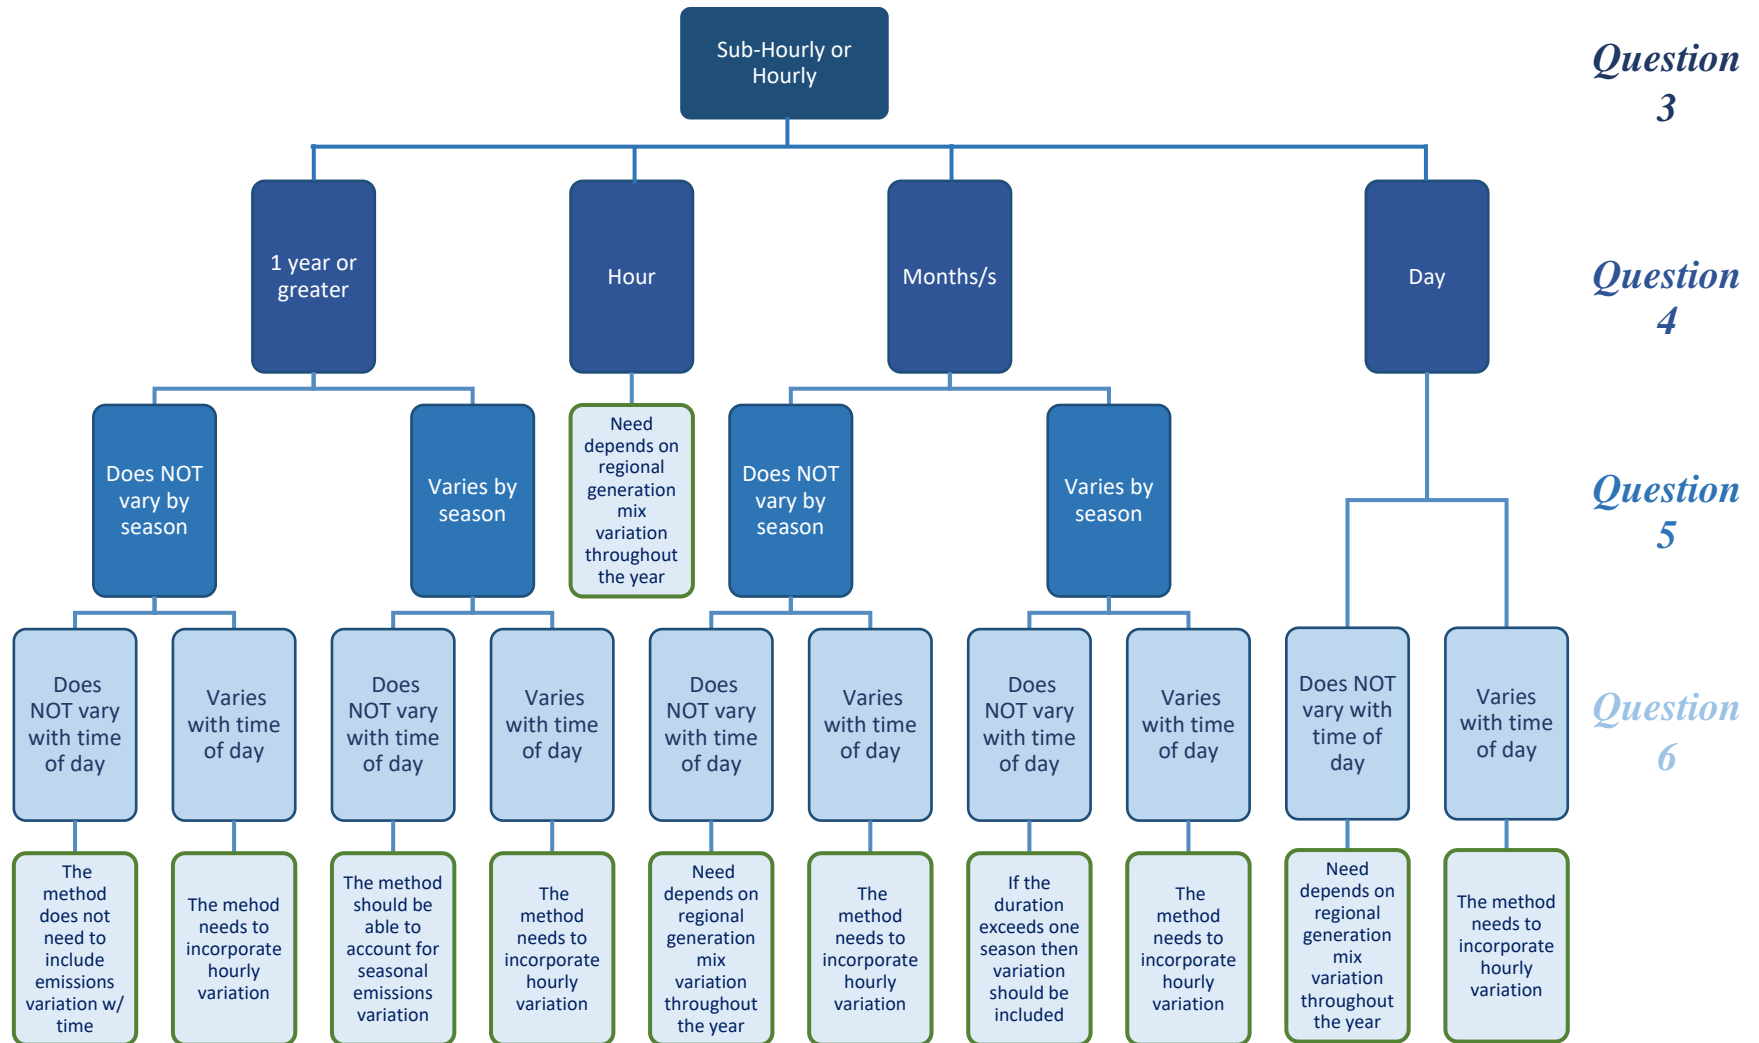 Sub-Hourly or
Hourly
Question
3
1 year or
greater
Hour
Months/s
Day
Question
4
Does NOT
vary by
season
Varies by
season
Need
depends on
regional
generation
mix
variation
throughout
the year
Does NOT
vary by
season
Varies by
season
Question
5
Does
NOT vary
with time
of day
Varies
with time
of day
Does
NOT vary
with time
of day
Varies
with time
of day
Does
NOT vary
with time
of day
Varies
with time
of day
Does
NOT vary
with time
of day
Varies
with time
of day
Does NOT
vary with
time of
day
Varies
with time
of day
Question
6
The
method
does not
need to
include
emissions
variation w/
time
The mehod
needs to
incorporate
hourly
variation
The method
should be
able to
account for
seasonal
emissions
variation
The
method
needs to
incorporate
hourly
variation
Need
depends on
regional
generation
mix
variation
throughout
the year
The
method
needs to
incorporate
hourly
variation
If the
duration
exceeds one
season then
variation
should be
included
The
method
needs to
incorporate
hourly
variation
Need
depends on
regional
generation
mix
variation
throughout
the year
The method
needs to
incorporate
hourly
variation